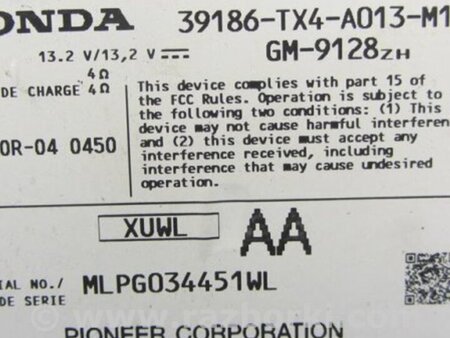 ONDA 39186-TX4-A013-M1
13.2 V/13,2 V GM-9128ZH
4Ω
DE CHARGE 4Ω
This device complies with part 15 of
the FCC Rules. Operation is subject to
the following two conditions: (1) This
device may not cause harmful interferen
0R-04 0450 and (2) this device must accept any
interference received, including
interference that may cause undesired
operation.
XUWL AA
IAL NO./ MLPG034451WL
DE SERIE
www.razborki.com
PIONEER CORPORATION